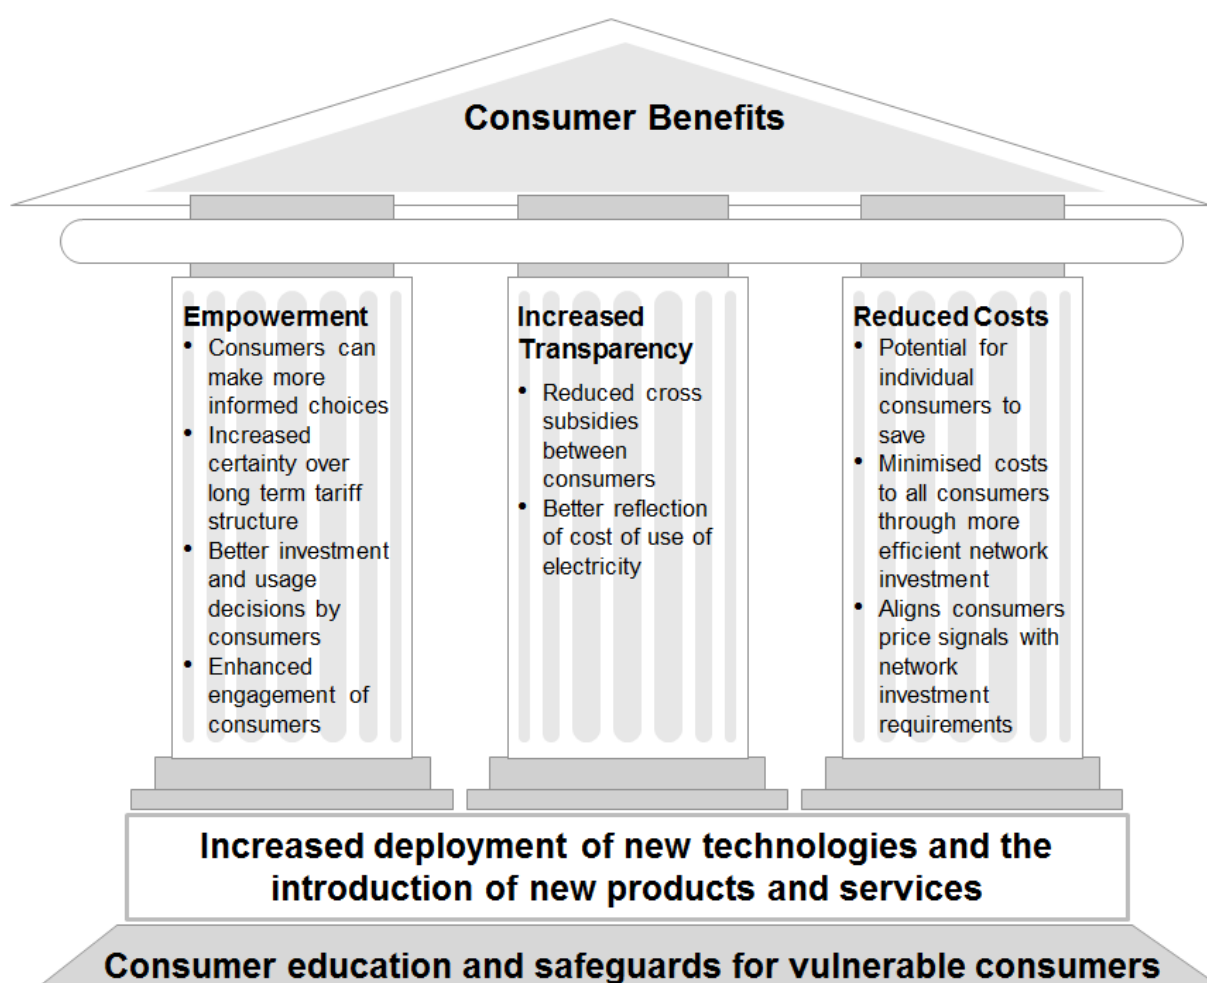 Consumer Benefits
Empowerment
• Consumers can
make more
informed choices
• Increased
certainty over
long term tariff
structure
• Better investment
and usage
decisions by
consumers
• Enhanced
engagement of
consumers
Increased
Transparency
• Reduced cross
subsidies
between
consumers
• Better reflection
of cost of use of
electricity
Reduced Costs
• Potential for
individual
consumers to
save
• Minimised costs
to all consumers
through more
efficient network
investment
• Aligns consumers
price signals with
network
investment
requirements
Increased deployment of new technologies and the
introduction of new products and services
Consumer education and safeguards for vulnerable consumers